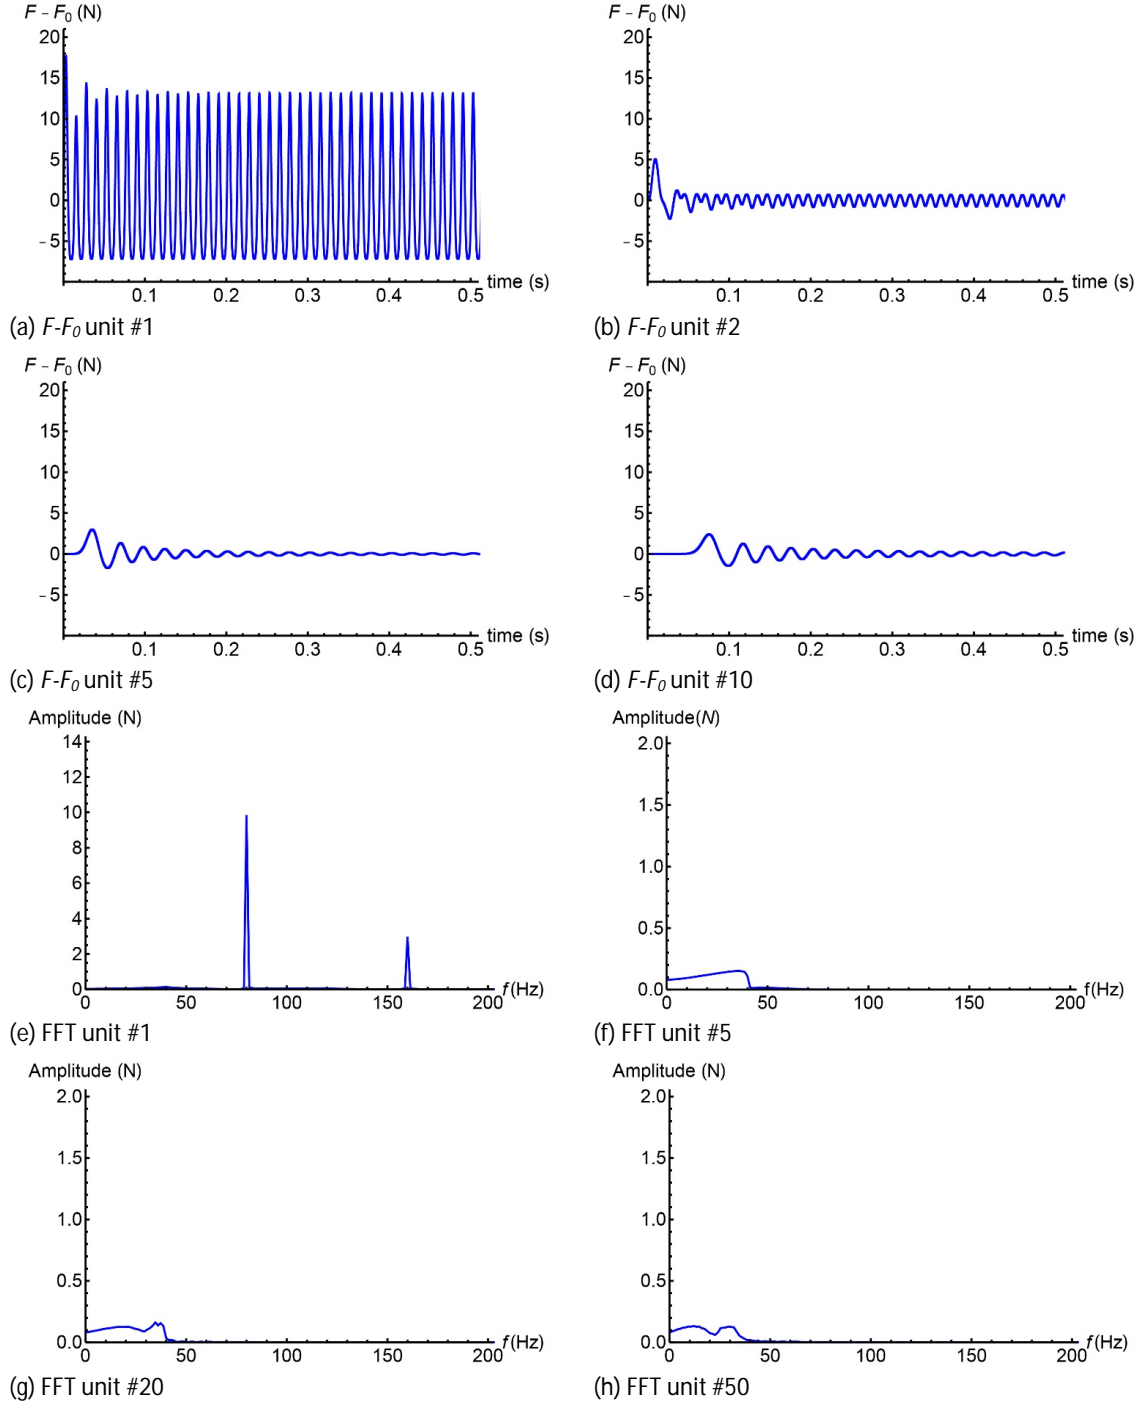 F – F₀ (N)
20
15
10
5
0
–5
0.1 0.2 0.3 0.4 0.5
time (s)
(a) F-F₀ unit #1
F – F₀ (N)
20
15
10
5
0
–5
0.1 0.2 0.3 0.4 0.5
time (s)
(b) F-F₀ unit #2
F – F₀ (N)
20
15
10
5
0
–5
0.1 0.2 0.3 0.4 0.5
time (s)
(c) F-F₀ unit #5
F – F₀ (N)
20
15
10
5
0
–5
0.1 0.2 0.3 0.4 0.5
time (s)
(d) F-F₀ unit #10
Amplitude (N)
14
12
10
8
6
4
2
0
0 50 100 150 200
f(Hz)
(e) FFT unit #1
Amplitude(N)
2.0
1.5
1.0
0.5
0.0
0 50 100 150 200
f(Hz)
(f) FFT unit #5
Amplitude (N)
2.0
1.5
1.0
0.5
0.0
0 50 100 150 200
f(Hz)
(g) FFT unit #20
Amplitude (N)
2.0
1.5
1.0
0.5
0.0
0 50 100 150 200
f(Hz)
(h) FFT unit #50